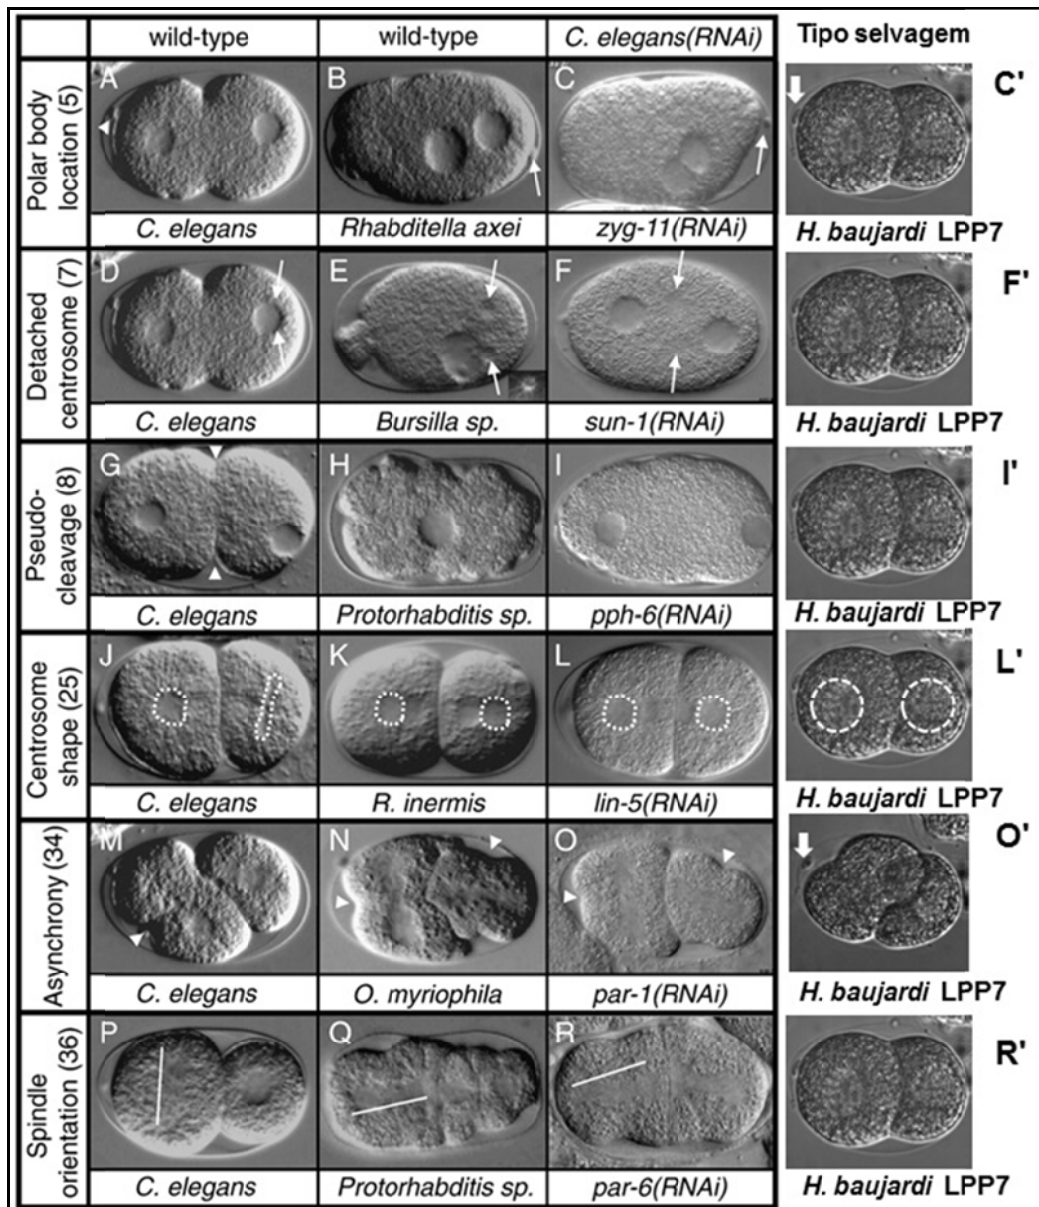 wild-type
wild-type
C. elegans(RNAi)
Tipo selvagem
Polar body
location (5)
A
B
C
C'
C. elegans
Rhabditella axei
zyg-11(RNAi)
H. baujardi LPP7
Detached
centrosome (7)
D
E
F
F'
C. elegans
Bursilla sp.
sun-1(RNAi)
H. baujardi LPP7
Pseudo-
cleavage (8)
G
H
I
I'
C. elegans
Protorhabditis sp.
pph-6(RNAi)
H. baujardi LPP7
Centrosome
shape (25)
J
K
L
L'
C. elegans
R. inermis
lin-5(RNAi)
H. baujardi LPP7
Asynchrony (34)
M
N
O
O'
C. elegans
O. myriophila
par-1(RNAi)
H. baujardi LPP7
Spindle
orientation (36)
P
Q
R
R'
C. elegans
Protorhabditis sp.
par-6(RNAi)
H. baujardi LPP7